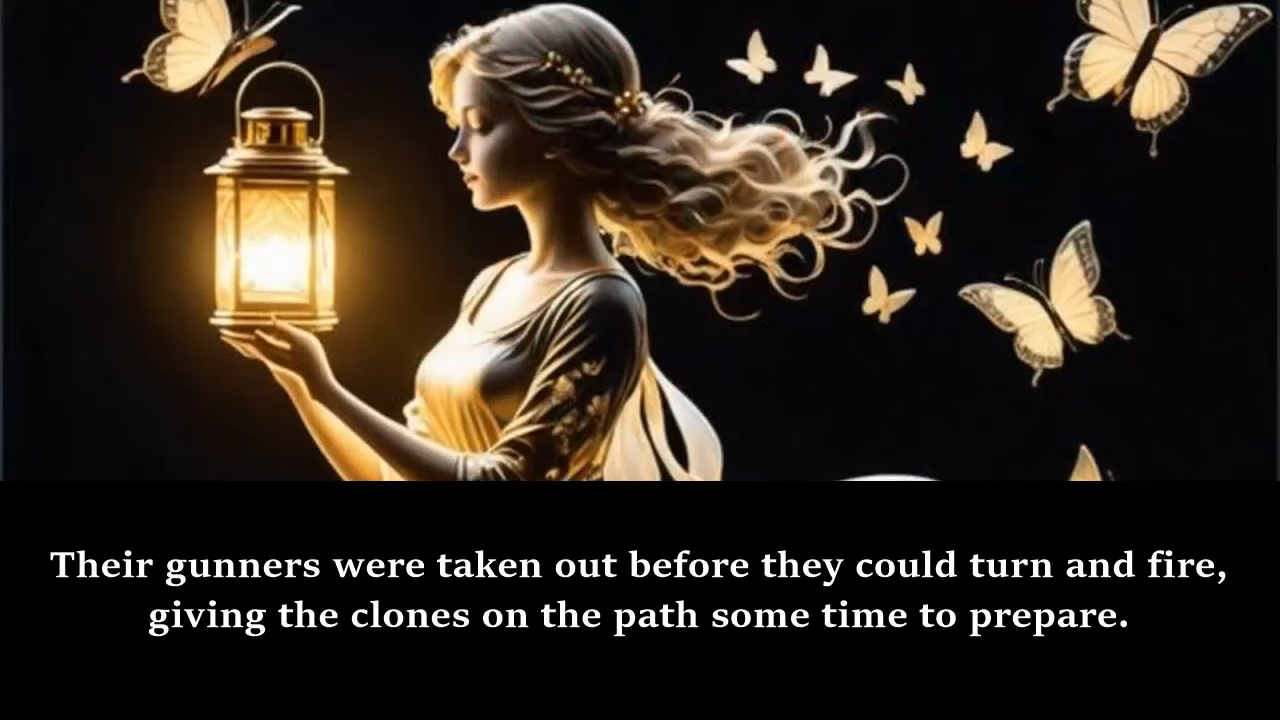 Their gunners were taken out before they could turn and fire,
giving the clones on the path some time to prepare.